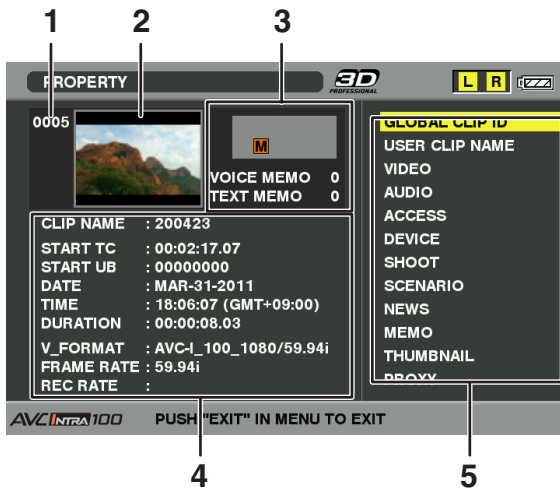 1 2 3
PROPERTY
3D
PROFESSIONAL
L R
0005
M
VOICE MEMO 0
TEXT MEMO 0
CLIP NAME : 200423
START TC : 00:02:17.07
START UB : 00000000
DATE : MAR-31-2011
TIME : 18:06:07 (GMT+09:00)
DURATION : 00:00:08.03
V_FORMAT : AVC-I_100_1080/59.94i
FRAME RATE : 59.94i
REC RATE :
GLOBAL CLIP ID
USER CLIP NAME
VIDEO
AUDIO
ACCESS
DEVICE
SHOOT
SCENARIO
NEWS
MEMO
THUMBNAIL
PROXY
AVC INTRA 100 PUSH "EXIT" IN MENU TO EXIT
4 5